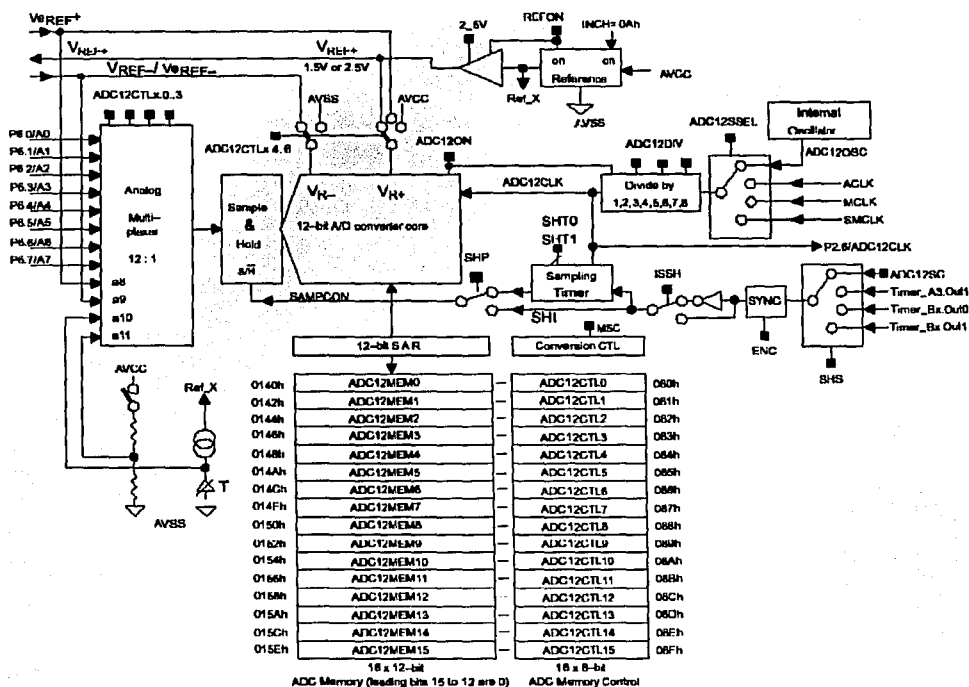 VeREF+
2_5V
REFON
INCH= 0Ah
VREF+
VREF+
1.5V or 2.5V
on
on
Reference
AVCC
VREF– / VeREF–
Ref_X
AVSS
ADC12CTLx.0..3
AVSS
AVCC
ADC12SSEL
Internal
Oscillator
P6.0/A0
P6.1/A1
P6.2/A2
P6.3/A3
P6.4/A4
P6.5/A5
P6.6/A6
P6.7/A7
Analog
Multi–
plexer
12 : 1
a8
a9
a10
a11
ADC12CTLx 4..6
ADC12ON
ADC12DIV
ADC12OSC
VR–
VR+
ADC12CLK
Divide by
1,2,3,4,5,6,7,8
ACLK
MCLK
SMCLK
Sample
&
Hold
S/H
12–bit A/D converter core
SHT0
SHT1
P2.6/ADC12CLK
SHP
Sampling
Timer
ISSH
ADC12SC
SAMPCON
SHI
SYNC
Timer_A3.Out1
Timer_Bx.Out0
Timer_Bx.Out1
MSC
ENC
SHS
12–bit S A R
Conversion CTL
AVCC
Ref_X
T
AVSS
0140h ADC12MEM0 – ADC12CTL0 080h
0142h ADC12MEM1 – ADC12CTL1 081h
0144h ADC12MEM2 – ADC12CTL2 082h
0146h ADC12MEM3 – ADC12CTL3 083h
0148h ADC12MEM4 – ADC12CTL4 084h
014Ah ADC12MEM5 – ADC12CTL5 085h
014Ch ADC12MEM6 – ADC12CTL6 086h
014Fh ADC12MEM7 – ADC12CTL7 087h
0150h ADC12MEM8 – ADC12CTL8 088h
0152h ADC12MEM9 – ADC12CTL9 089h
0154h ADC12MEM10 – ADC12CTL10 08Ah
0156h ADC12MEM11 – ADC12CTL11 08Bh
0158h ADC12MEM12 – ADC12CTL12 08Ch
015Ah ADC12MEM13 – ADC12CTL13 08Dh
015Ch ADC12MEM14 – ADC12CTL14 08Eh
015Eh ADC12MEM15 – ADC12CTL15 08Fh
16 x 12–bit
ADC Memory (leading bits 15 to 12 are 0)
16 x 8–bit
ADC Memory Control